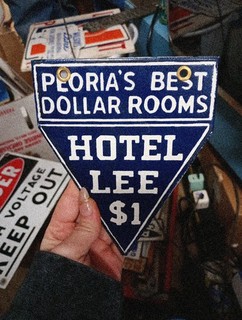 PEORIA'S BEST
DOLLAR ROOMS
HOTEL
LEE
$1
VOLTAGE
KEEP OUT